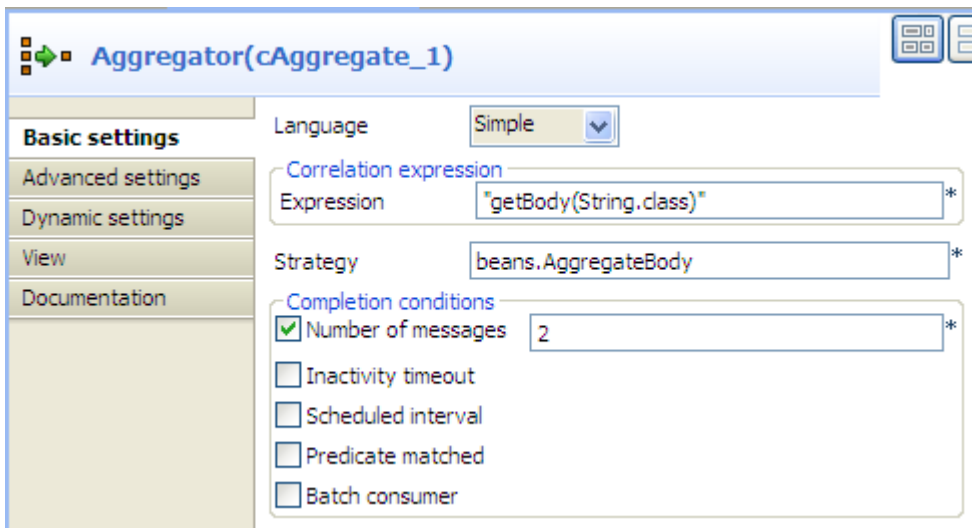 Aggregator(cAggregate_1)
Basic settings
Advanced settings
Dynamic settings
View
Documentation
Language Simple
Correlation expression
Expression "getBody(String.class)" *
Strategy beans.AggregateBody *
Completion conditions
Number of messages 2 *
Inactivity timeout
Scheduled interval
Predicate matched
Batch consumer